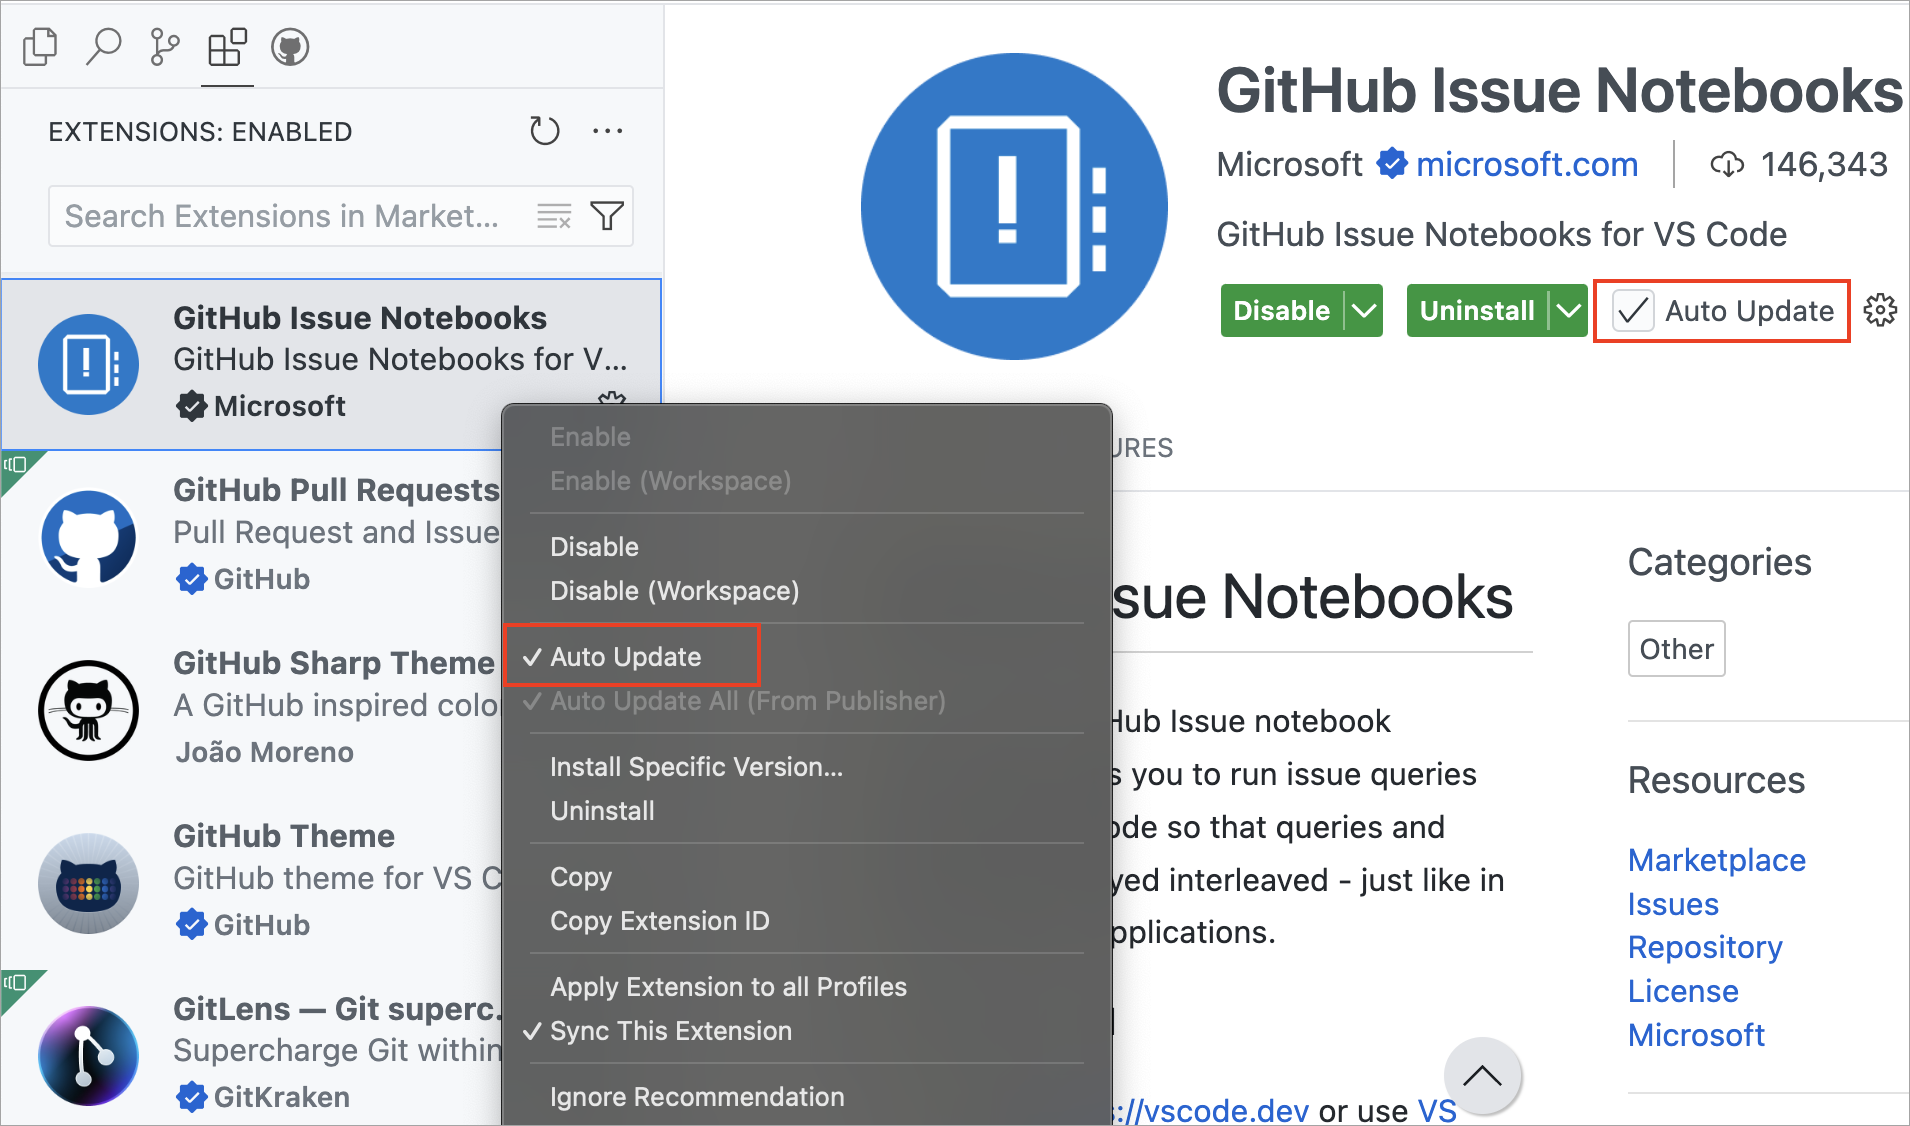 EXTENSIONS: ENABLED
Search Extensions in Market...
GitHub Issue Notebooks
GitHub Issue Notebooks for V...
Microsoft
GitHub Pull Requests
Pull Request and Issue
GitHub
GitHub Sharp Theme
A GitHub inspired colo
João Moreno
GitHub Theme
GitHub theme for VS C
GitHub
GitLens — Git superc.
Supercharge Git within
GitKraken
Enable
Enable (Workspace)
Disable
Disable (Workspace)
Auto Update
Auto Update All (From Publisher)
Install Specific Version...
Uninstall
Copy
Copy Extension ID
Apply Extension to all Profiles
Sync This Extension
Ignore Recommendation
GitHub Issue Notebooks
Microsoft microsoft.com 146,343
GitHub Issue Notebooks for VS Code
Disable Uninstall Auto Update
URES
sue Notebooks
Hub Issue notebook
s you to run issue queries
ode so that queries and
yed interleaved - just like in
pplications.
s://vscode.dev or use VS
Categories
Other
Resources
Marketplace
Issues
Repository
License
Microsoft